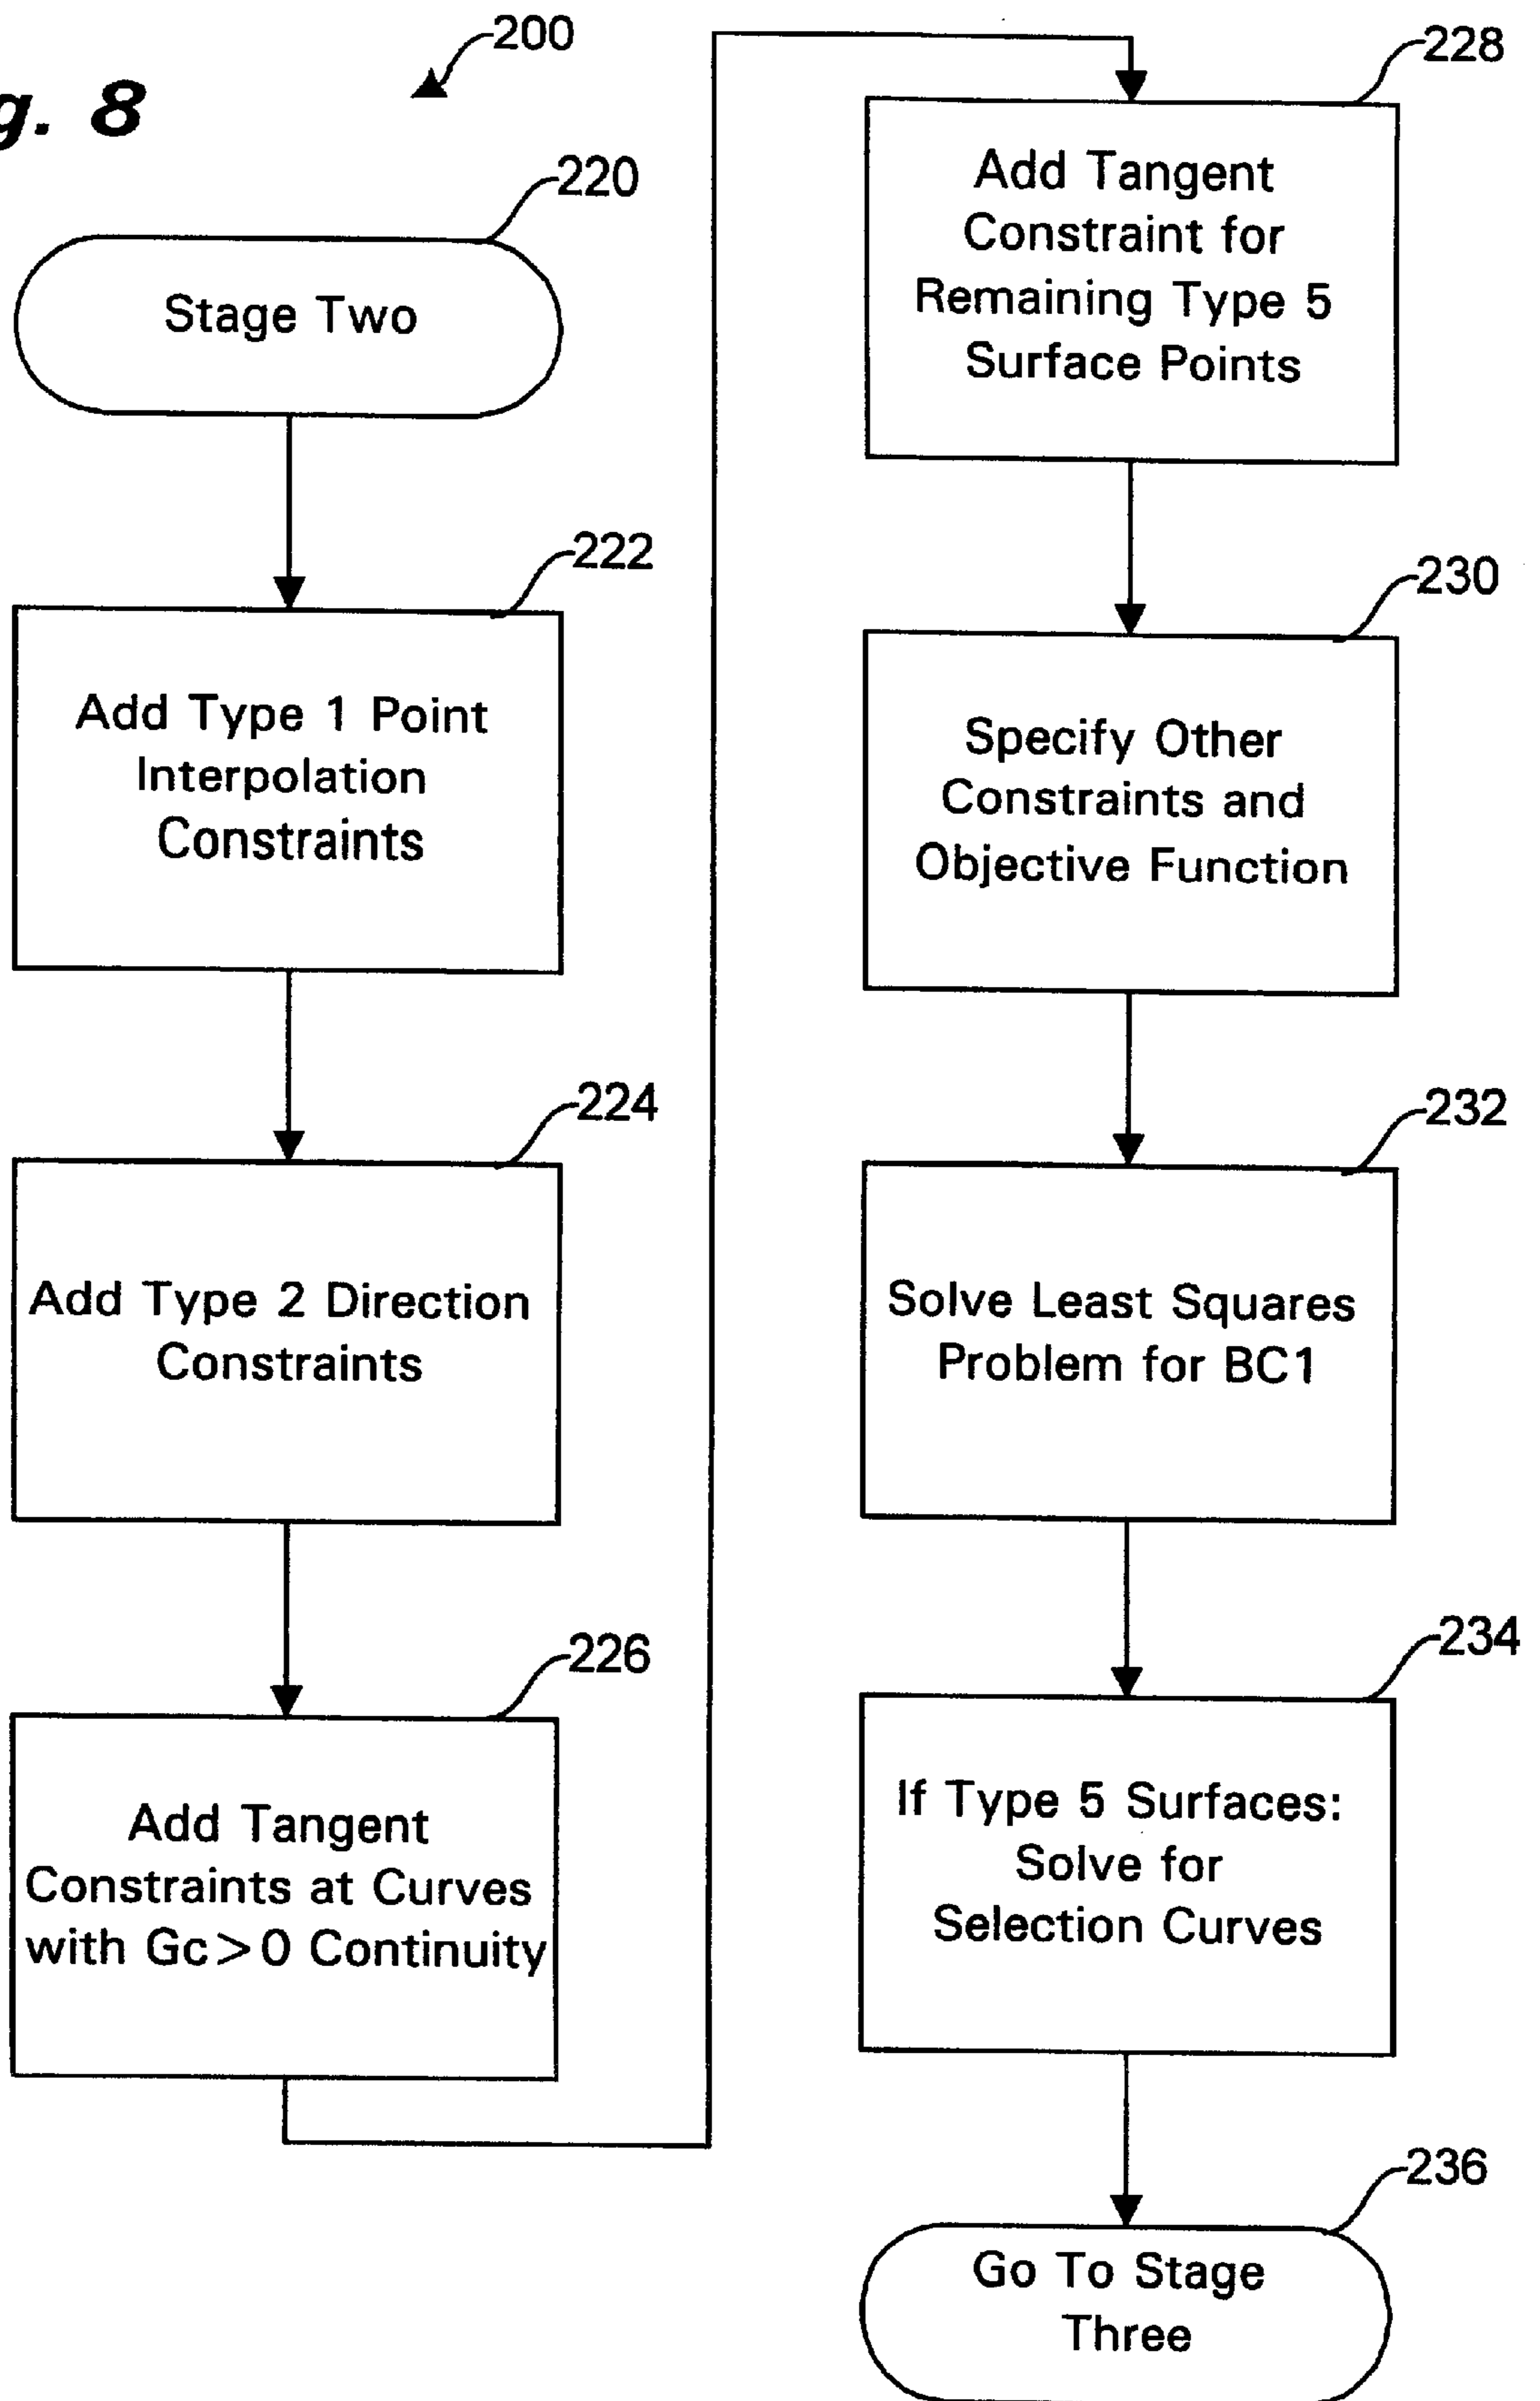 g. 8
200
220
Stage Two
222
Add Type 1 Point
Interpolation
Constraints
224
Add Type 2 Direction
Constraints
226
Add Tangent
Constraints at Curves
with Gc>0 Continuity
228
Add Tangent
Constraint for
Remaining Type 5
Surface Points
230
Specify Other
Constraints and
Objective Function
232
Solve Least Squares
Problem for BC1
234
If Type 5 Surfaces:
Solve for
Selection Curves
236
Go To Stage
Three